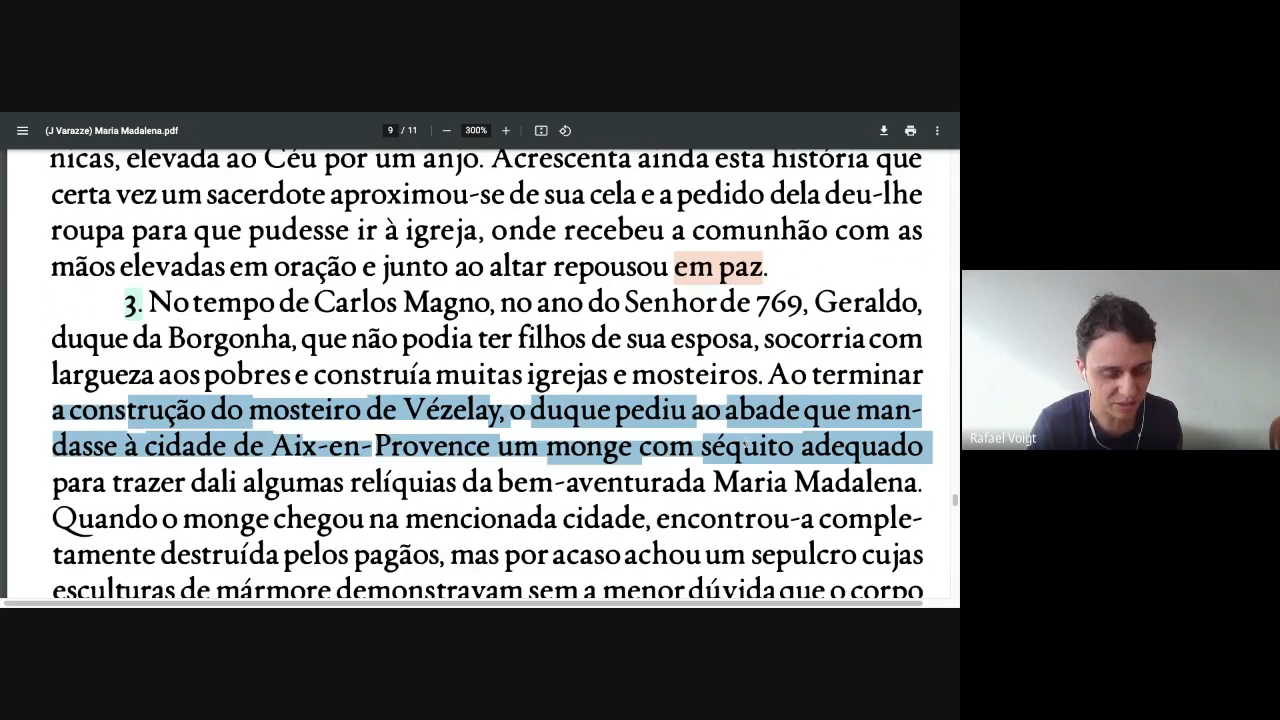 (J Varazze) Maria Madalena.pdf
9 / 11
300%
nicas, elevada ao Céu por um anjo. Acrescenta ainda esta história que
certa vez um sacerdote aproximou-se de sua cela e a pedido dela deu-lhe
roupa para que pudesse ir à igreja, onde recebeu a comunhão com as
mãos elevadas em oração e junto ao altar repousou em paz.
3. No tempo de Carlos Magno, no ano do Senhor de 769, Geraldo,
duque da Borgonha, que não podia ter filhos de sua esposa, socorria com
largueza aos pobres e construía muitas igrejas e mosteiros. Ao terminar
a construção do mosteiro de Vézelay, o duque pediu ao abade que man-
dasse à cidade de Aix-en-Provence um monge com séquito adequado
para trazer dali algumas relíquias da bem-aventurada Maria Madalena.
Quando o monge chegou na mencionada cidade, encontrou-a comple-
tamente destruída pelos pagãos, mas por acaso achou um sepulcro cujas
esculturas de mármore demonstravam sem a menor dúvida que o corpo
Rafael Voigt